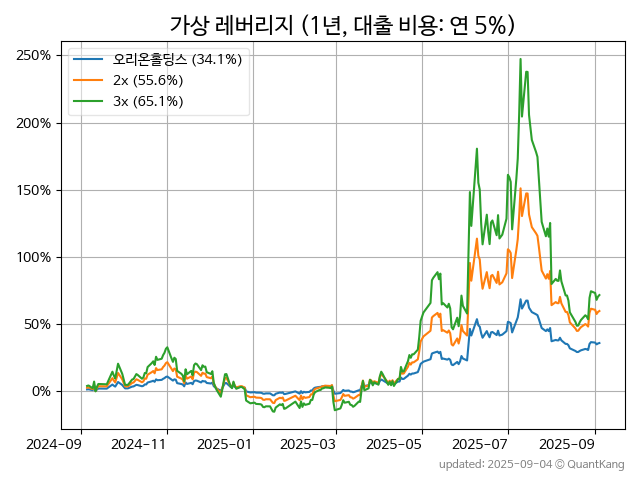 가상 레버리지 (1년, 대출 비용: 연 5%)
오리온홀딩스 (34.1%)
2x (55.6%)
3x (65.1%)
250%
200%
150%
100%
50%
0%
2024-09 2024-11 2025-01 2025-03 2025-05 2025-07 2025-09
updated: 2025-09-04 © QuantKang